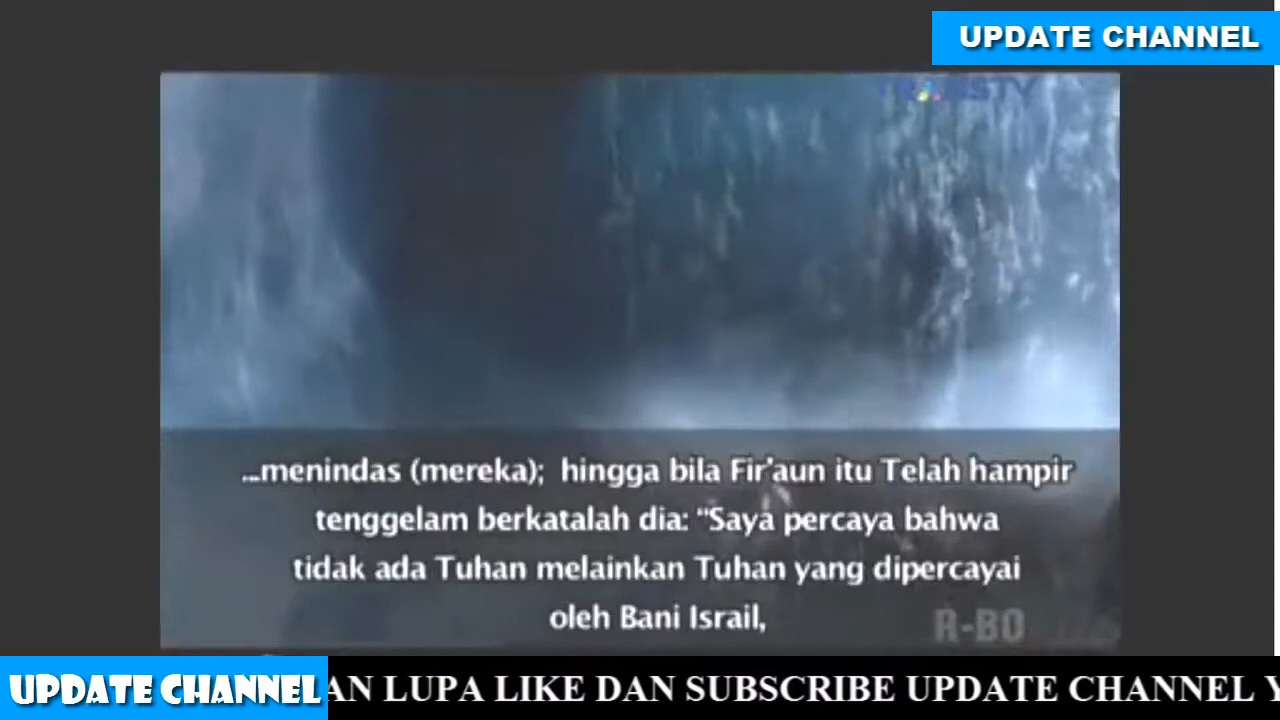 UPDATE CHANNEL
TRANSTV
...menindas (mereka); hingga bila Fir'aun itu Telah hampir
tenggelam berkatalah dia: "Saya percaya bahwa
tidak ada Tuhan melainkan Tuhan yang dipercayai
oleh Bani Israil,
R-BO
UPDATE CHANNEL
AN LUPA LIKE DAN SUBSCRIBE UPDATE CHANNEL Y